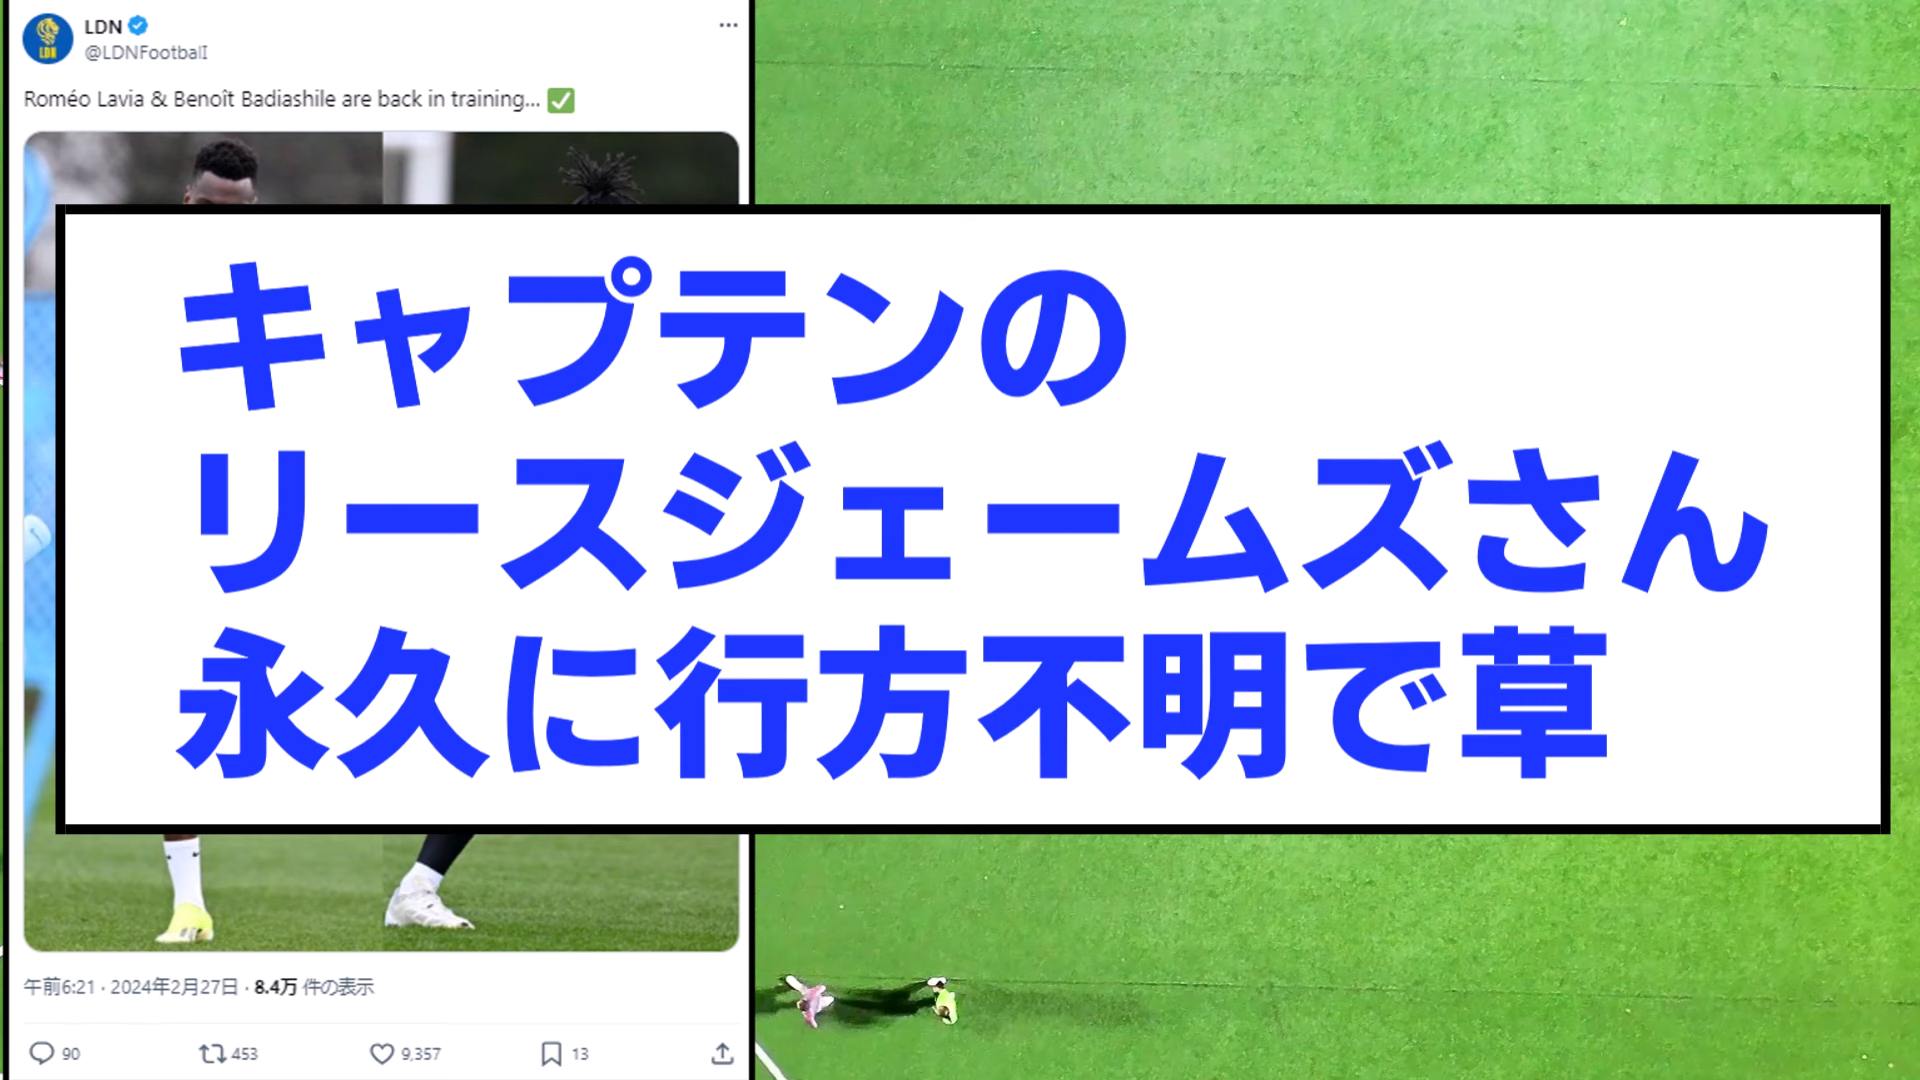 LDN
@LDNFootball
Roméo Lavia & Benoît Badiashile are back in training...
キャプテンの
リースジェームズさん
永久に行方不明で草
午前6:21 · 2024年2月27日 · 8.4万 件の表示
90 453 9,357 13